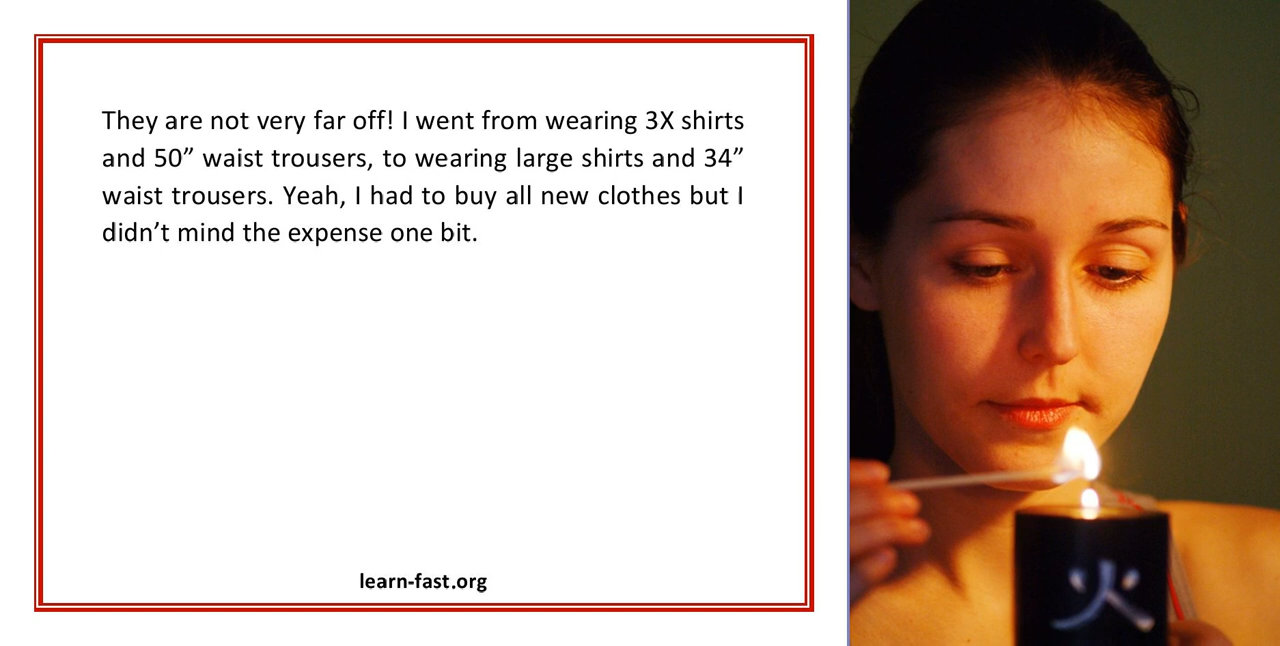 They are not very far off! I went from wearing 3X shirts
and 50” waist trousers, to wearing large shirts and 34”
waist trousers. Yeah, I had to buy all new clothes but I
didn’t mind the expense one bit.
learn-fast.org
火